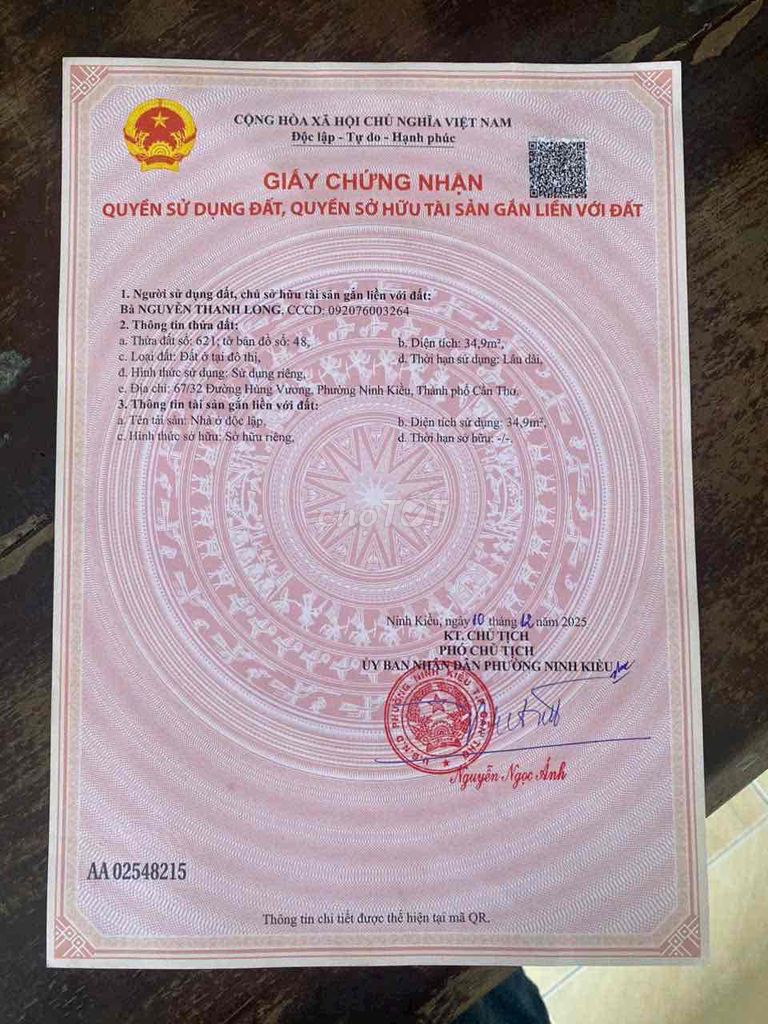 CỘNG HÒA XÃ HỘI CHỦ NGHĨA VIỆT NAM
Độc lập - Tự do - Hạnh phúc
GIẤY CHỨNG NHẬN
QUYỀN SỬ DỤNG ĐẤT, QUYỀN SỞ HỮU TÀI SẢN GẮN LIỀN VỚI ĐẤT
1. Người sử dụng đất, chủ sở hữu tài sản gắn liền với đất:
Bà NGUYỄN THANH LONG, CCCD: 092076003264
2. Thông tin thửa đất:
a. Thửa đất số: 621; tờ bản đồ số: 48, b. Diện tích: 34,9m²,
c. Loại đất: Đất ở tại đô thị, d. Thời hạn sử dụng: Lâu dài,
đ. Hình thức sử dụng: Sử dụng riêng,
e. Địa chỉ: 67/32 Đường Hùng Vương, Phường Ninh Kiều, Thành phố Cần Thơ.
3. Thông tin tài sản gắn liền với đất:
a. Tên tài sản: Nhà ở độc lập, b. Diện tích sử dụng: 34,9m²,
c. Hình thức sở hữu: Sở hữu riêng, d. Thời hạn sở hữu: -/-.
choTỐT
Ninh Kiều, ngày 10 tháng 12 năm 2025
KT. CHỦ TỊCH
PHÓ CHỦ TỊCH
ỦY BAN NHÂN DÂN PHƯỜNG NINH KIỀU
U.B.N.D PHƯỜNG NINH KIỀU T.P CẦN THƠ
Nguyễn Ngọc Ánh
AA 02548215
Thông tin chi tiết được thể hiện tại mã QR.